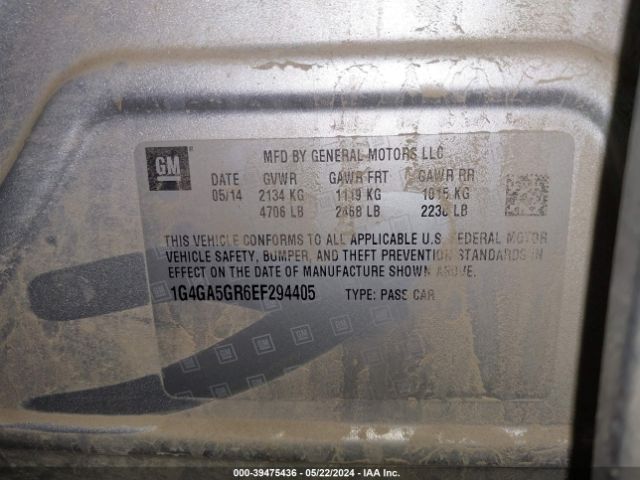 GM
MFD BY GENERAL MOTORS LLC
DATE GVWR GAWR FRT GAWR RR
05/14 2134 KG 1119 KG 1015 KG
4706 LB 2468 LB 2238 LB
THIS VEHICLE CONFORMS TO ALL APPLICABLE U.S. FEDERAL MOTOR
VEHICLE SAFETY, BUMPER, AND THEFT PREVENTION STANDARDS IN
EFFECT ON THE DATE OF MANUFACTURE SHOWN ABOVE.
1G4GA5GR6EF294405 TYPE: PASS CAR
000-39475436 - 05/22/2024 - IAA Inc.